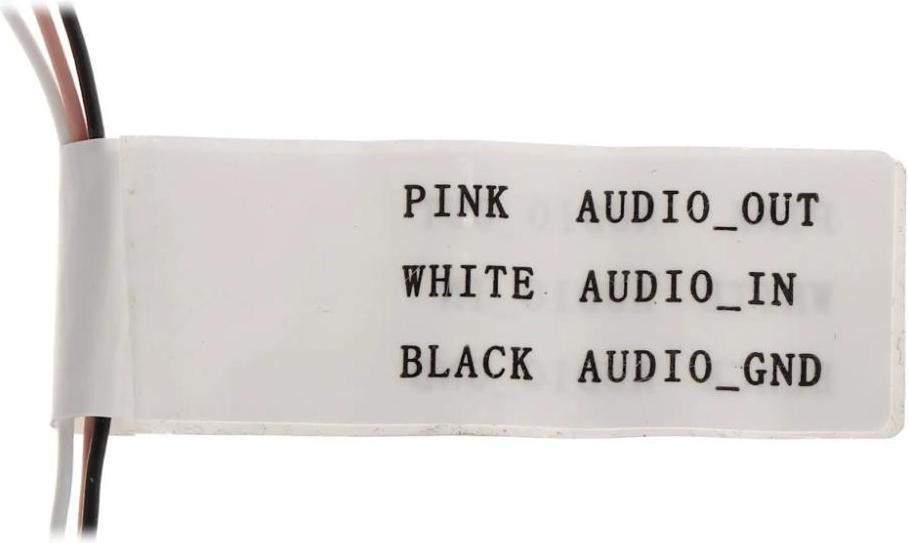 PINK AUDIO_OUT
WHITE AUDIO_IN
BLACK AUDIO_GND